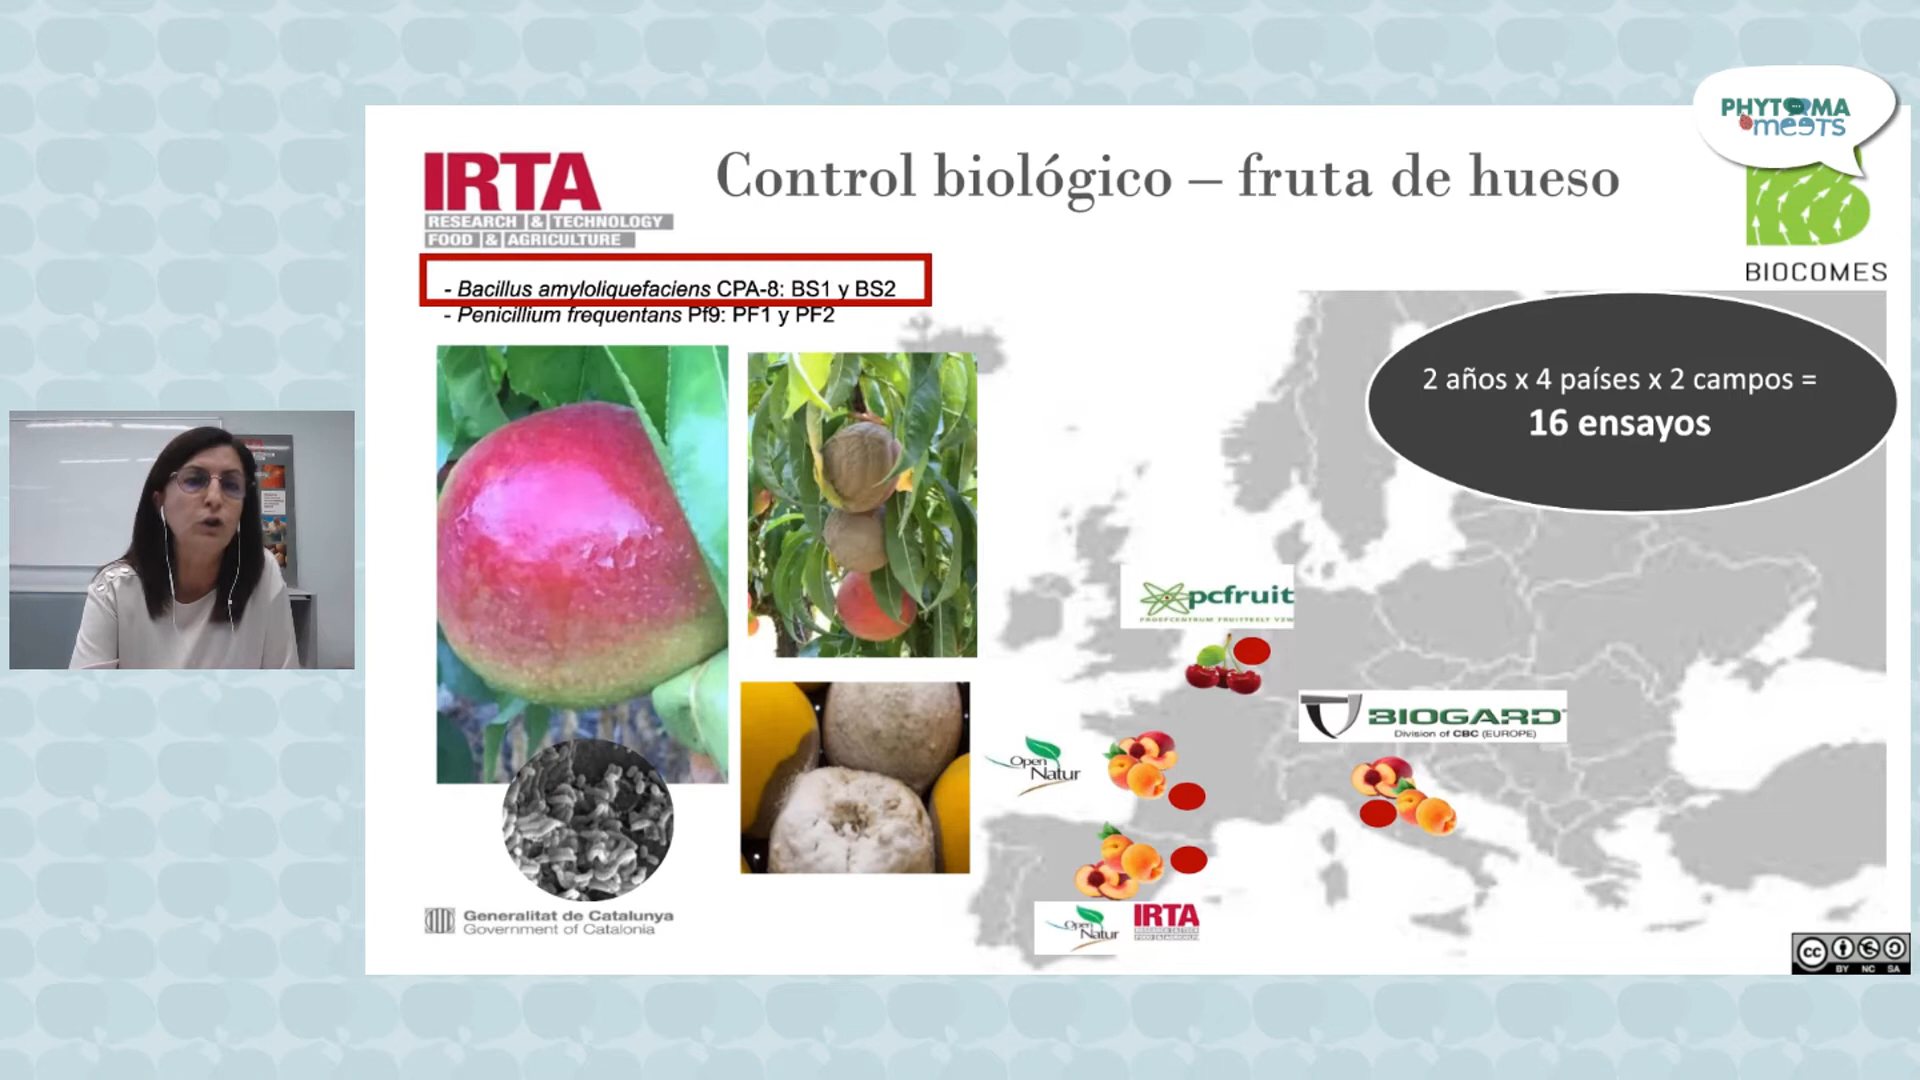 PHYTOMA
meets
IRTA
RESEARCH & TECHNOLOGY
FOOD & AGRICULTURE
Control biológico – fruta de hueso
BIOCOMES
- Bacillus amyloliquefaciens CPA-8: BS1 y BS2
- Penicillium frequentans Pf9: PF1 y PF2
2 años x 4 países x 2 campos =
16 ensayos
pcfruit
PROEFCENTRUM FRUITTEELT VZW
BIOGARD
Division of CBC (EUROPE)
Open
Natur
Open
Natur
IRTA
Generalitat de Catalunya
Government of Catalonia
cc
BY NC SA